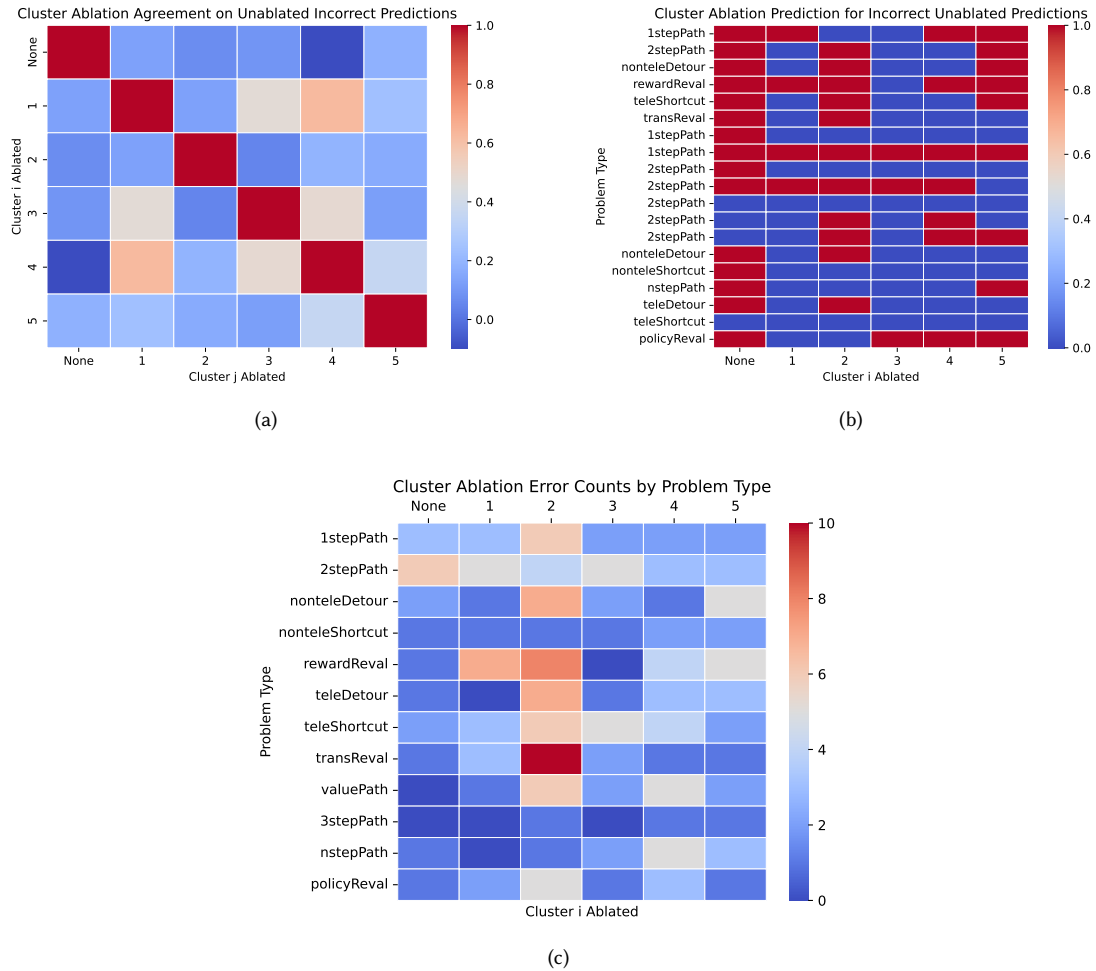 Cluster Ablation Agreement on Unablated Incorrect Predictions
Cluster i Ablated
None
1
2
3
4
5
None 1 2 3 4 5
Cluster j Ablated
1.0
0.8
0.6
0.4
0.2
0.0
(a)
Cluster Ablation Prediction for Incorrect Unablated Predictions
Problem Type
1stepPath
2stepPath
nonteleDetour
rewardReval
teleShortcut
transReval
1stepPath
1stepPath
2stepPath
2stepPath
2stepPath
2stepPath
2stepPath
nonteleDetour
nonteleShortcut
nstepPath
teleDetour
teleShortcut
policyReval
None 1 2 3 4 5
Cluster i Ablated
1.0
0.8
0.6
0.4
0.2
0.0
(b)
Cluster Ablation Error Counts by Problem Type
None 1 2 3 4 5
Problem Type
1stepPath
2stepPath
nonteleDetour
nonteleShortcut
rewardReval
teleDetour
teleShortcut
transReval
valuePath
3stepPath
nstepPath
policyReval
Cluster i Ablated
10
8
6
4
2
0
(c)